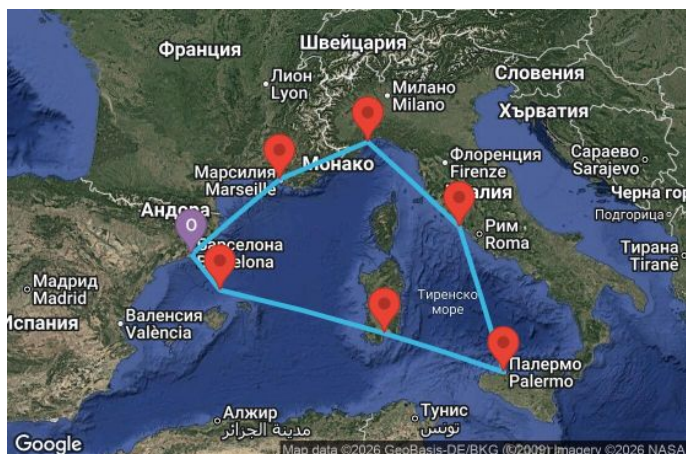 Франция
Швейцария
Словения
Лион
Lyon
Милано
Milano
Хърватия
Марсилия
Marseille
Монако
Флоренция
Firenze
Сараево
Sarajevo
Андора
Черна гор
Подгорица
0
Барселона
Рим
Roma
Тирана
Tiranë
Мадрид
Madrid
Тиренско
море
Валенсия
València
Испания
Палермо
Palermo
Алжир
مدينة الجزائر
Тунис
تونس
Google
Map data ©2026 GeoBasis-DE/BKG (©2009) Imagery ©2026 NASA